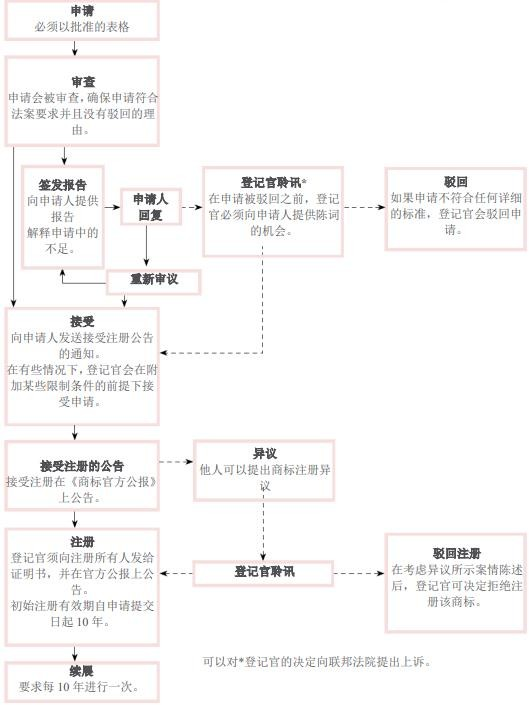 申请
必须以批准的表格
审查
申请会被审查，确保申请符合
法案要求并且没有驳回的理
由。
签发报告
向申请人提供
报告
解释申请中的
不足。
申请人
回复
登记官聆讯*
在申请被驳回之前，登记
官必须向申请人提供陈词
的机会。
驳回
如果申请不符合任何详细
的标准，登记官会驳回申
请。
重新审议
接受
向申请人发送接受注册公告
的通知。
在有些情况下，登记官会在附
加某些限制条件的前提下接
受申请。
接受注册的公告
接受注册在《商标官方公报》
上公告。
异议
他人可以提出商标注册异
议
注册
登记官须向注册所有人发给
证明书，并在官方公报上公
告。
初始注册有效期自申请提交
日起 10 年。
登记官聆讯
驳回注册
在考虑异议所示案情陈述
后，登记官可决定拒绝注
册该商标。
续展
要求每 10 年进行一次。
可以对*登记官的决定向联邦法院提出上诉。